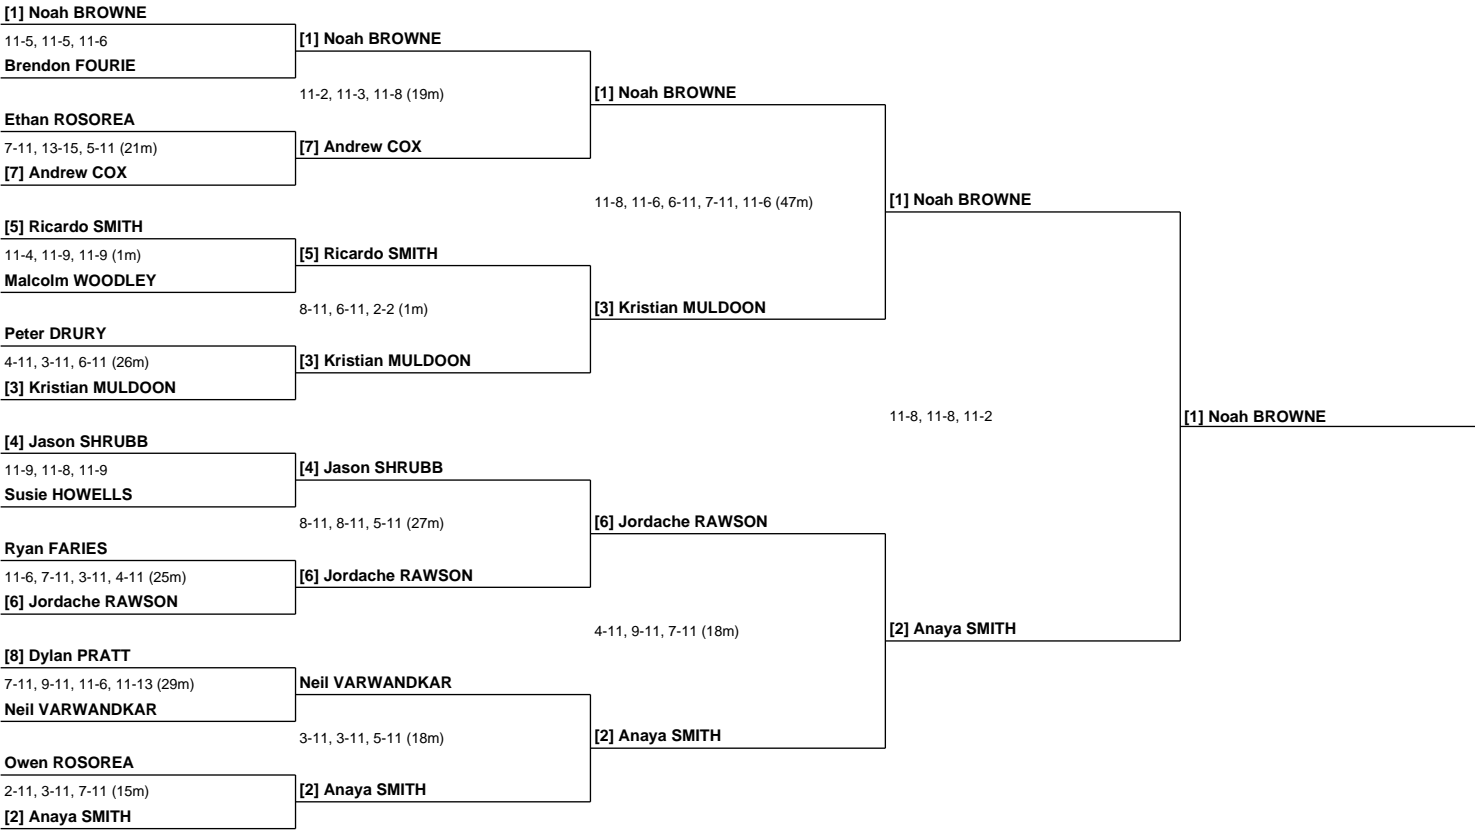 [1] Noah BROWNE
11-5, 11-5, 11-6
Brendon FOURIE
Ethan ROSOREA
7-11, 13-15, 5-11 (21m)
[7] Andrew COX
[5] Ricardo SMITH
11-4, 11-9, 11-9 (1m)
Malcolm WOODLEY
Peter DRURY
4-11, 3-11, 6-11 (26m)
[3] Kristian MULDOON
[4] Jason SHRUBB
11-9, 11-8, 11-9
Susie HOWELLS
Ryan FARIES
11-6, 7-11, 3-11, 4-11 (25m)
[6] Jordache RAWSON
[8] Dylan PRATT
7-11, 9-11, 11-6, 11-13 (29m)
Neil VARWANDKAR
Owen ROSOREA
2-11, 3-11, 7-11 (15m)
[2] Anaya SMITH
[1] Noah BROWNE
11-2, 11-3, 11-8 (19m)
[7] Andrew COX
[5] Ricardo SMITH
8-11, 6-11, 2-2 (1m)
[3] Kristian MULDOON
[4] Jason SHRUBB
8-11, 8-11, 5-11 (27m)
[6] Jordache RAWSON
Neil VARWANDKAR
3-11, 3-11, 5-11 (18m)
[2] Anaya SMITH
[1] Noah BROWNE
11-8, 11-6, 6-11, 7-11, 11-6 (47m)
[3] Kristian MULDOON
[6] Jordache RAWSON
4-11, 9-11, 7-11 (18m)
[2] Anaya SMITH
[1] Noah BROWNE
11-8, 11-8, 11-2
[2] Anaya SMITH
[1] Noah BROWNE